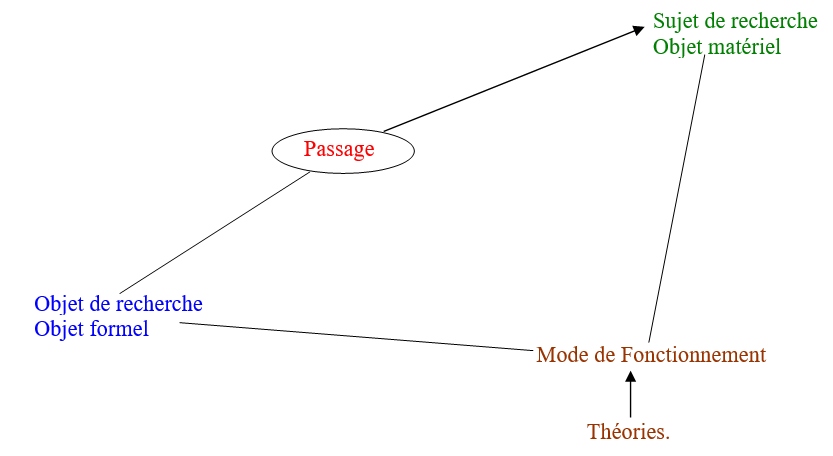 Sujet de recherche
Objet matériel
Passage
Objet de recherche
Objet formel
Mode de Fonctionnement
Théories.